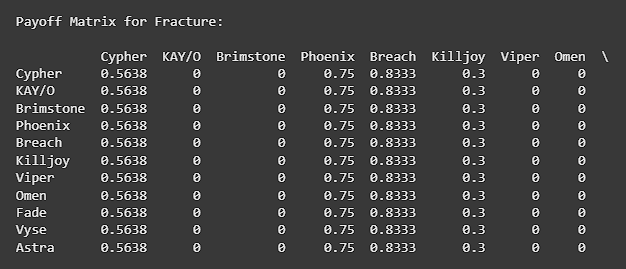 Payoff Matrix for Fracture:
Cypher KAY/O Brimstone Phoenix Breach Killjoy Viper Omen \
Cypher 0.5638 0 0 0.75 0.8333 0.3 0 0
KAY/O 0.5638 0 0 0.75 0.8333 0.3 0 0
Brimstone 0.5638 0 0 0.75 0.8333 0.3 0 0
Phoenix 0.5638 0 0 0.75 0.8333 0.3 0 0
Breach 0.5638 0 0 0.75 0.8333 0.3 0 0
Killjoy 0.5638 0 0 0.75 0.8333 0.3 0 0
Viper 0.5638 0 0 0.75 0.8333 0.3 0 0
Omen 0.5638 0 0 0.75 0.8333 0.3 0 0
Fade 0.5638 0 0 0.75 0.8333 0.3 0 0
Vyse 0.5638 0 0 0.75 0.8333 0.3 0 0
Astra 0.5638 0 0 0.75 0.8333 0.3 0 0